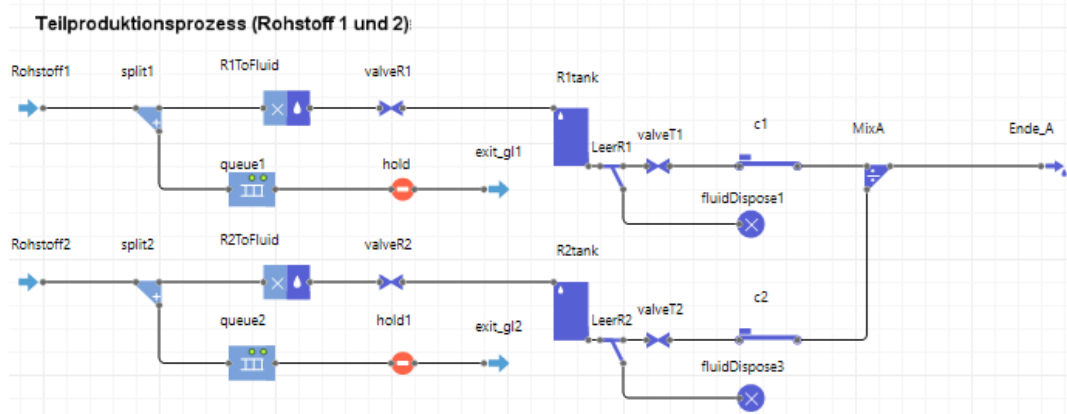 Teilproduktionsprozess (Rohstoff 1 und 2):
Rohstoff1 split1 R1ToFluid valveR1 R1tank
queue1 hold exit_gl1 LeerR1 valveT1 c1 MixA Ende_A
fluidDispose1
Rohstoff2 split2 R2ToFluid valveR2 R2tank
queue2 hold1 exit_gl2 LeerR2 valveT2 c2
fluidDispose3